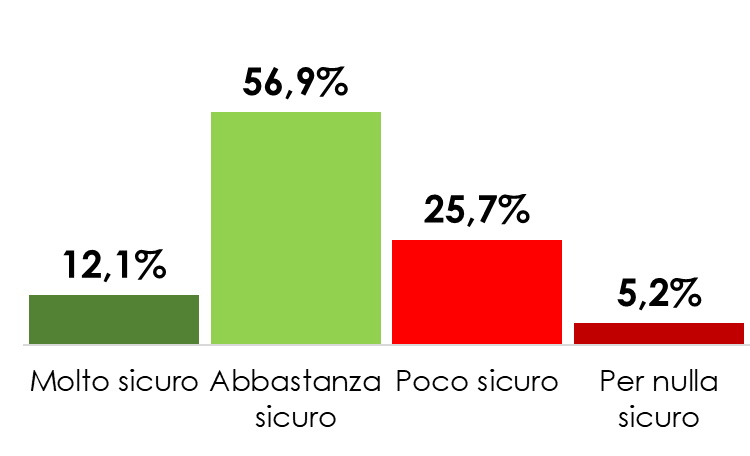 56,9%
25,7%
12,1%
5,2%
Molto sicuro Abbastanza sicuro Poco sicuro Per nulla sicuro